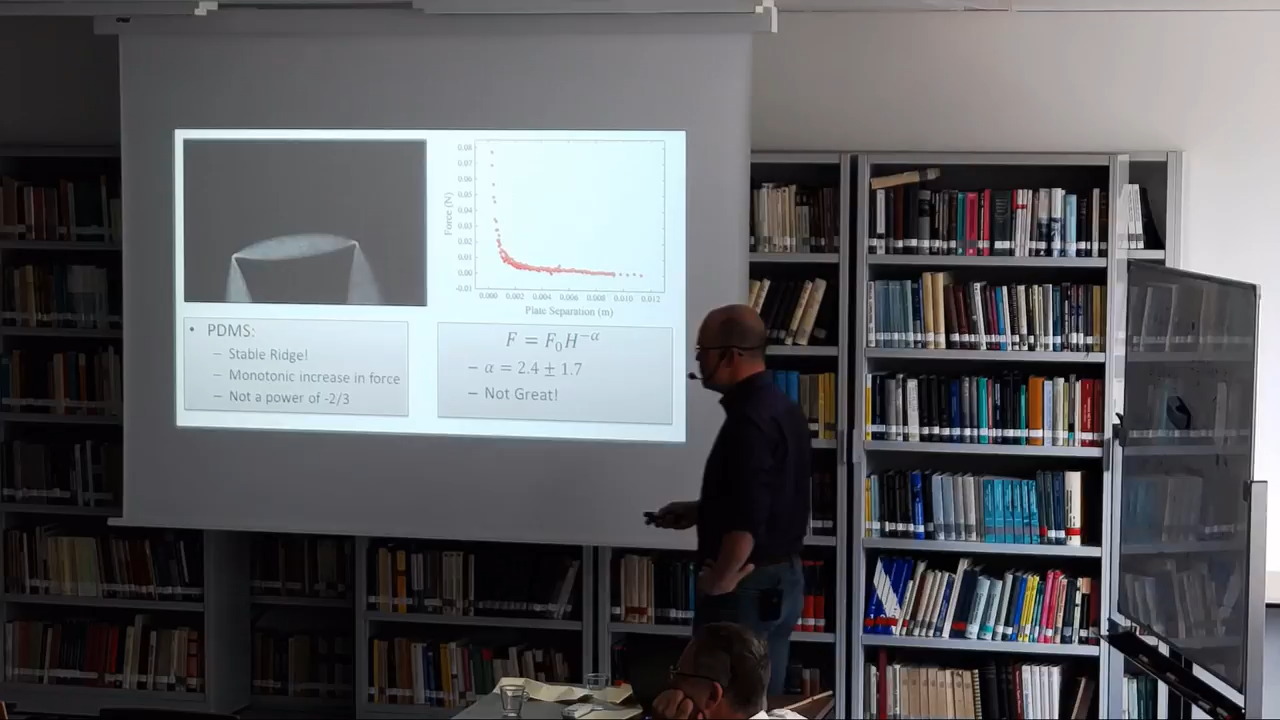 0.08
0.07
0.06
0.05
0.04
0.03
0.02
0.01
0.00
-0.01
Force (N)
0.000 0.002 0.004 0.006 0.008 0.010 0.012
Plate Separation (m)
• PDMS:
– Stable Ridge!
– Monotonic increase in force
– Not a power of -2/3
F = F₀H⁻ᵅ
– α = 2.4 ± 1.7
– Not Great!